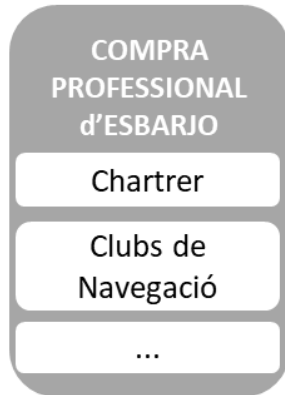 COMPRA
PROFESSIONAL
d’ESBARJO
Chartrer
Clubs de
Navegació
...